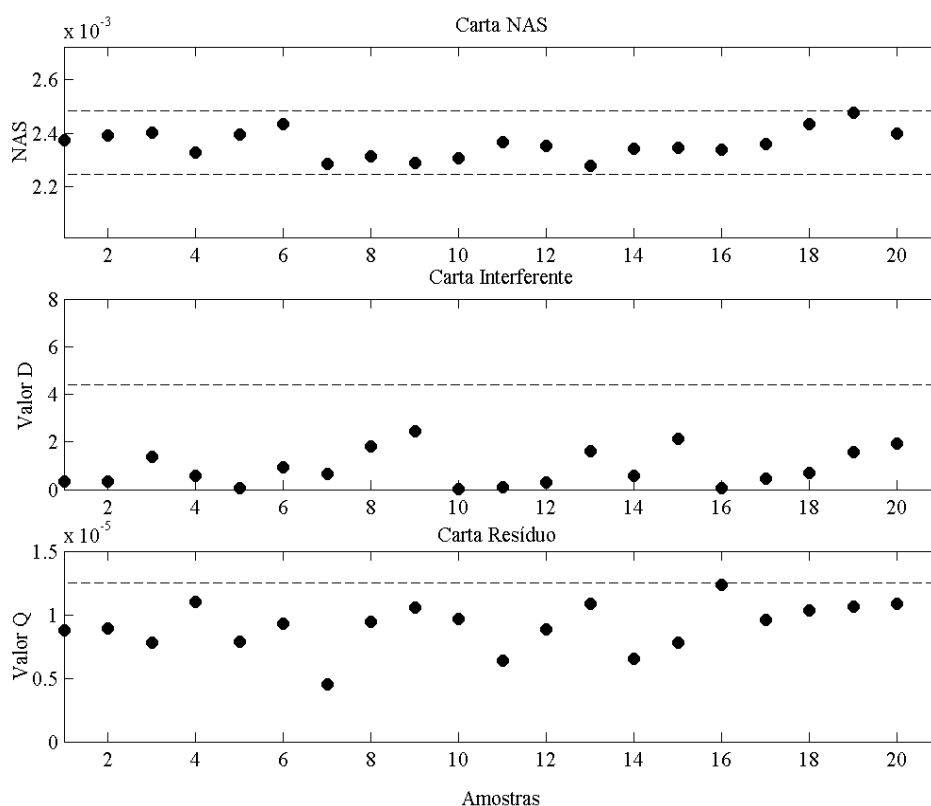 Carta NAS
x 10⁻³
2.6
2.4
2.2
NAS
2 4 6 8 10 12 14 16 18 20
Carta Interferente
8
6
4
2
0
Valor D
2 4 6 8 10 12 14 16 18 20
Carta Resíduo
x 10⁻⁵
1.5
1
0.5
0
Valor Q
2 4 6 8 10 12 14 16 18 20
Amostras